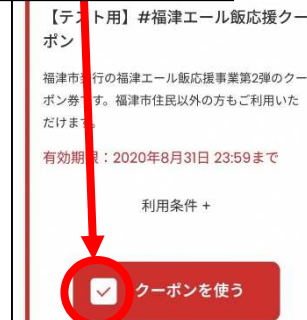 【テスト用】#福津エール飯応援クー
ポン
福津市発行の福津エール飯応援事業第2弾のクー
ポン券です。福津市住民以外の方もご利用いた
だけます。
有効期限：2020年8月31日 23:59まで
利用条件 +
クーポンを使う